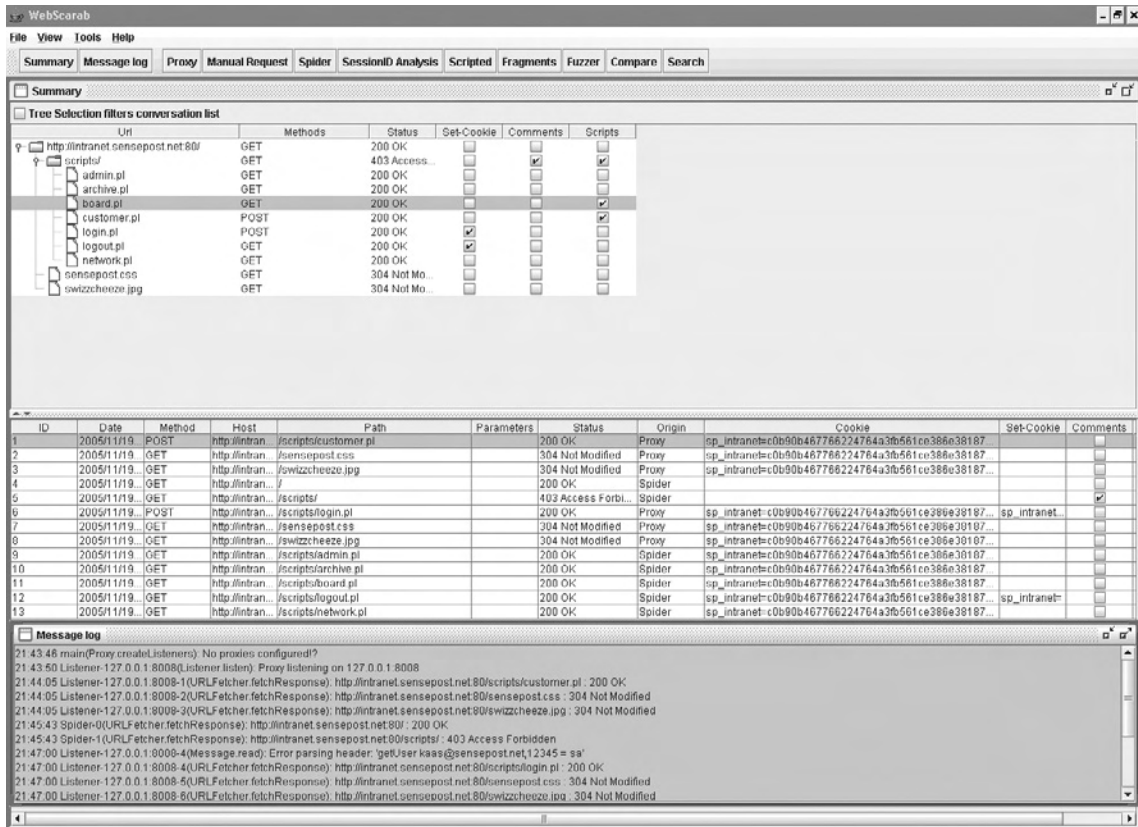 WebScarab
File View Tools Help
Summary Message log Proxy Manual Request Spider SessionID Analysis Scripted Fragments Fuzzer Compare Search
Summary
Tree Selection filters conversation list
Url Methods Status Set-Cookie Comments Scripts
http://intranet.sensepost.net:80/ GET 200 OK
scripts/ GET 403 Access...
admin.pl GET 200 OK
archive.pl GET 200 OK
board.pl GET 200 OK
customer.pl POST 200 OK
login.pl POST 200 OK
logout.pl GET 200 OK
network.pl GET 200 OK
sensepost.css GET 304 Not Mo...
swizzcheeze.jpg GET 304 Not Mo...
ID Date Method Host Path Parameters Status Origin Cookie Set-Cookie Comments
1 2005/11/19... POST http://intran... /scripts/customer.pl 200 OK Proxy sp_intranet=c0b90b467766224764a3fb561ce386e38187...
2 2005/11/19... GET http://intran... /sensepost.css 304 Not Modified Proxy sp_intranet=c0b90b467766224764a3fb561ce386e38187...
3 2005/11/19... GET http://intran... /swizzcheeze.jpg 304 Not Modified Proxy sp_intranet=c0b90b467766224764a3fb561ce386e38187...
4 2005/11/19... GET http://intran... / 200 OK Spider
5 2005/11/19... GET http://intran... /scripts/ 403 Access Forbi... Spider
6 2005/11/19... POST http://intran... /scripts/login.pl 200 OK Proxy sp_intranet=c0b90b467766224764a3fb561ce386e38187... sp_intranet...
7 2005/11/19... GET http://intran... /sensepost.css 304 Not Modified Proxy sp_intranet=c0b90b467766224764a3fb561ce386e38187...
8 2005/11/19... GET http://intran... /swizzcheeze.jpg 304 Not Modified Proxy sp_intranet=c0b90b467766224764a3fb561ce386e38187...
9 2005/11/19... GET http://intran... /scripts/admin.pl 200 OK Spider sp_intranet=c0b90b467766224764a3fb561ce386e38187...
10 2005/11/19... GET http://intran... /scripts/archive.pl 200 OK Spider sp_intranet=c0b90b467766224764a3fb561ce386e38187...
11 2005/11/19... GET http://intran... /scripts/board.pl 200 OK Spider sp_intranet=c0b90b467766224764a3fb561ce386e38187...
12 2005/11/19... GET http://intran... /scripts/logout.pl 200 OK Spider sp_intranet=c0b90b467766224764a3fb561ce386e38187... sp_intranet=
13 2005/11/19... GET http://intran... /scripts/network.pl 200 OK Spider sp_intranet=c0b90b467766224764a3fb561ce386e38187...
Message log
21:43:46 main(Proxy.createListeners): No proxies configured!?
21:43:50 Listener-127.0.0.1:8008(Listener.listen): Proxy listening on 127.0.0.1:8008
21:44:05 Listener-127.0.0.1:8008-1(URLFetcher.fetchResponse): http://intranet.sensepost.net:80/scripts/customer.pl : 200 OK
21:44:05 Listener-127.0.0.1:8008-2(URLFetcher.fetchResponse): http://intranet.sensepost.net:80/sensepost.css : 304 Not Modified
21:44:05 Listener-127.0.0.1:8008-3(URLFetcher.fetchResponse): http://intranet.sensepost.net:80/swizzcheeze.jpg : 304 Not Modified
21:45:43 Spider-0(URLFetcher.fetchResponse): http://intranet.sensepost.net:80/ : 200 OK
21:45:43 Spider-1(URLFetcher.fetchResponse): http://intranet.sensepost.net:80/scripts/ : 403 Access Forbidden
21:47:00 Listener-127.0.0.1:8008-4(Message.read): Error parsing header: 'getUser kaas@sensepost.net,12345 = sa'
21:47:00 Listener-127.0.0.1:8008-4(URLFetcher.fetchResponse): http://intranet.sensepost.net:80/scripts/login.pl : 200 OK
21:47:00 Listener-127.0.0.1:8008-5(URLFetcher.fetchResponse): http://intranet.sensepost.net:80/sensepost.css : 304 Not Modified
21:47:00 Listener-127.0.0.1:8008-6(URLFetcher.fetchResponse): http://intranet.sensepost.net:80/swizzcheeze.jpg : 304 Not Modified